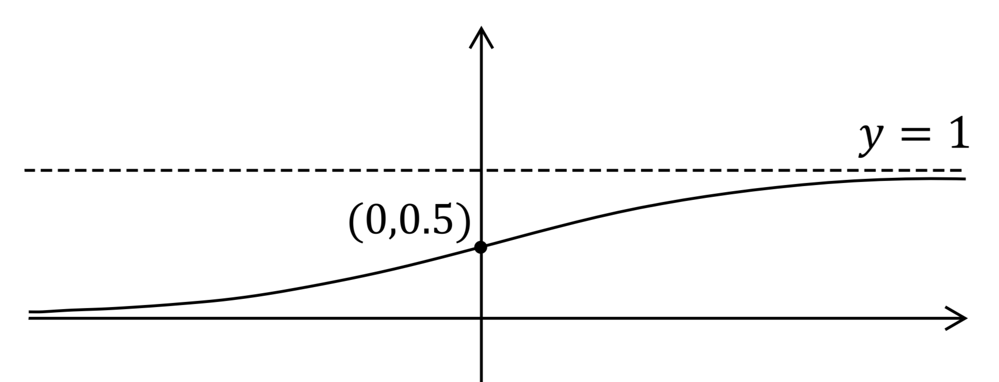 y = 1
(0,0.5)